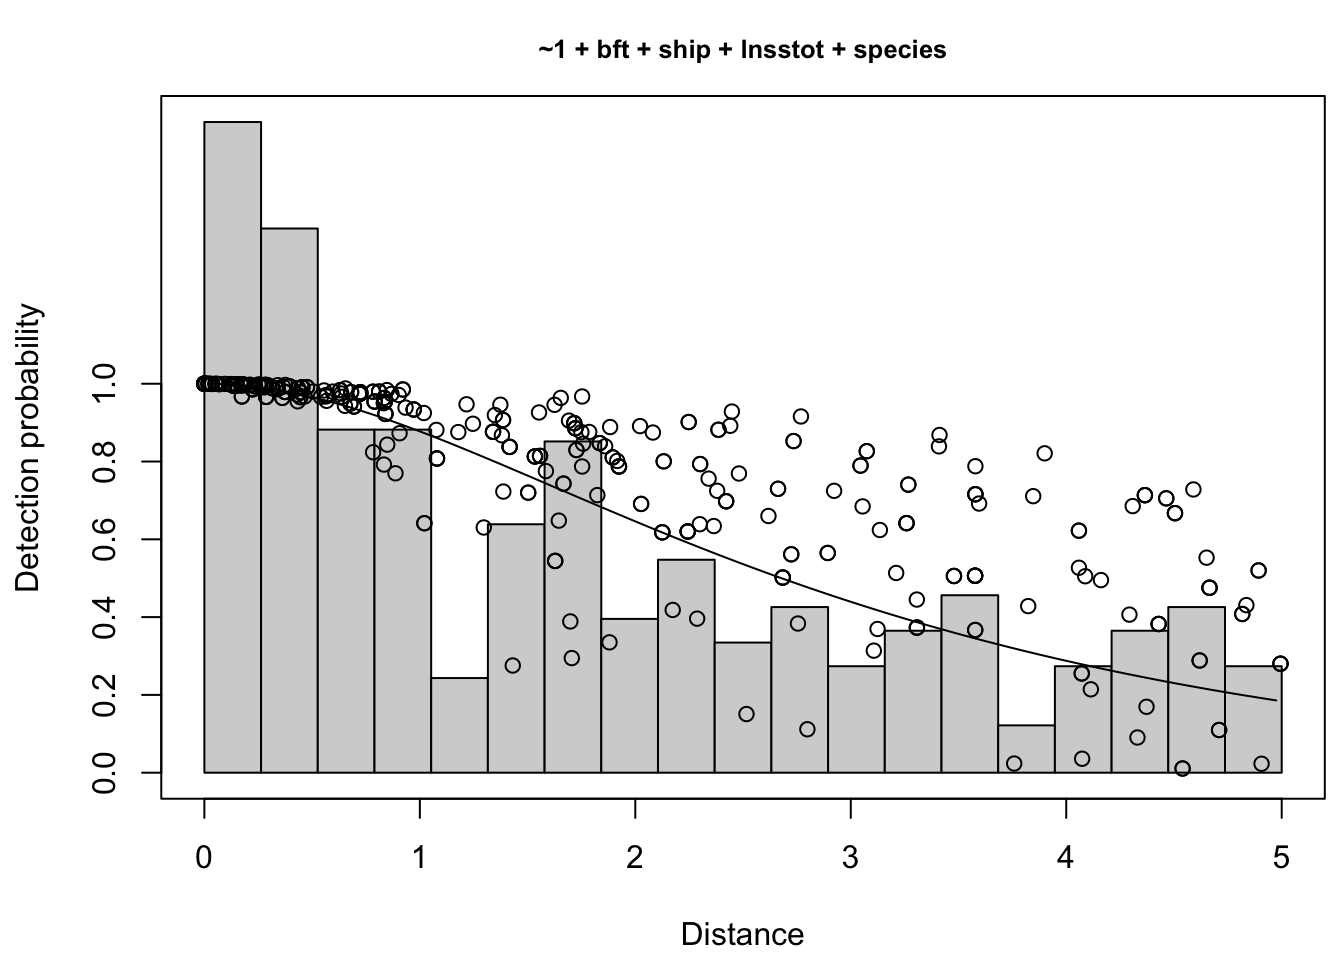 ~1 + bft + ship + lnsstot + species
Detection probability
1.0
0.8
0.6
0.4
0.2
0.0
0 1 2 3 4 5
Distance